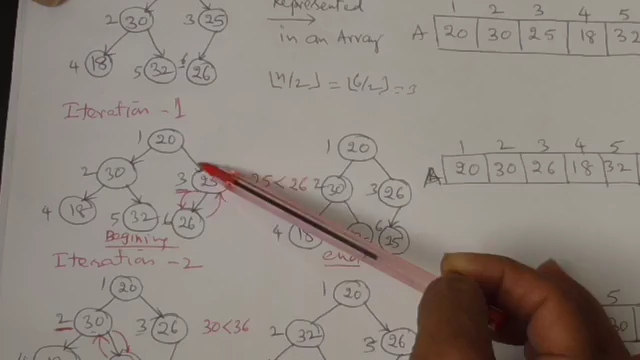 2 30 3 25
4 18 5 32 6 26
Represented
in an Array
⌊n/2⌋ = ⌊6/2⌋ = 3
1 2 3 4 5
A 20 30 25 18 32
Iteration - 1
1 20
2 30 3 25 25 < 26
4 18 5 32 6 26
Begining
1 20
2 30 3 26
4 18 6 25
end
1 2 3 4 5
A 20 30 26 18 32
Iteration - 2
1 20
2 30 3 26 30 < 36
1 20
2 32 3 26
5
30